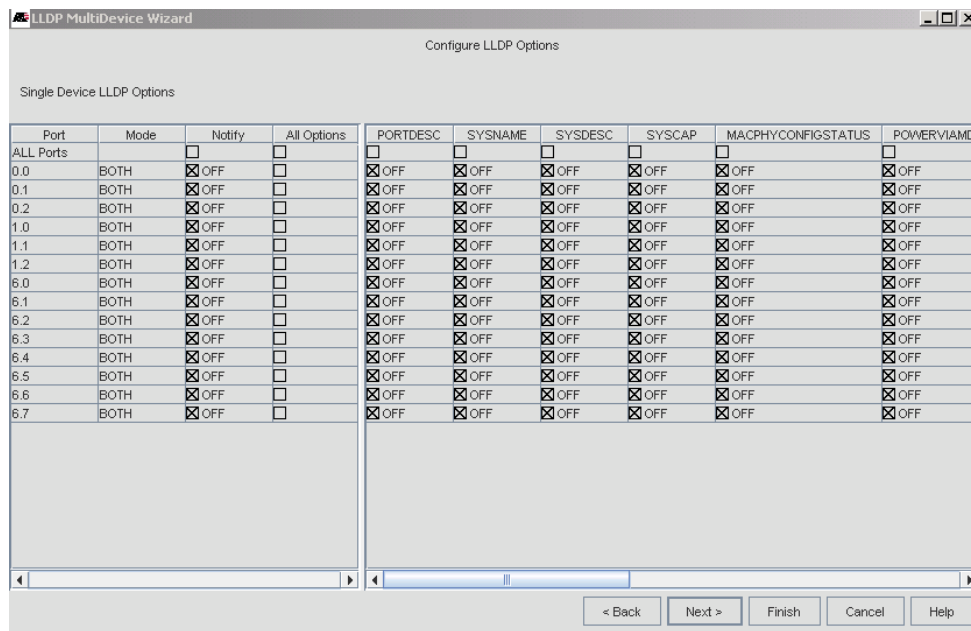 LLDP MultiDevice Wizard
Configure LLDP Options
Single Device LLDP Options
Port Mode Notify All Options PORTDESC SYSNAME SYSDESC SYSCAP MACPHYCONFIGSTATUS POWERVIAMD
ALL Ports
0.0 BOTH OFF OFF OFF OFF OFF OFF OFF
0.1 BOTH OFF OFF OFF OFF OFF OFF OFF
0.2 BOTH OFF OFF OFF OFF OFF OFF OFF
1.0 BOTH OFF OFF OFF OFF OFF OFF OFF
1.1 BOTH OFF OFF OFF OFF OFF OFF OFF
1.2 BOTH OFF OFF OFF OFF OFF OFF OFF
6.0 BOTH OFF OFF OFF OFF OFF OFF OFF
6.1 BOTH OFF OFF OFF OFF OFF OFF OFF
6.2 BOTH OFF OFF OFF OFF OFF OFF OFF
6.3 BOTH OFF OFF OFF OFF OFF OFF OFF
6.4 BOTH OFF OFF OFF OFF OFF OFF OFF
6.5 BOTH OFF OFF OFF OFF OFF OFF OFF
6.6 BOTH OFF OFF OFF OFF OFF OFF OFF
6.7 BOTH OFF OFF OFF OFF OFF OFF OFF
< Back Next > Finish Cancel Help